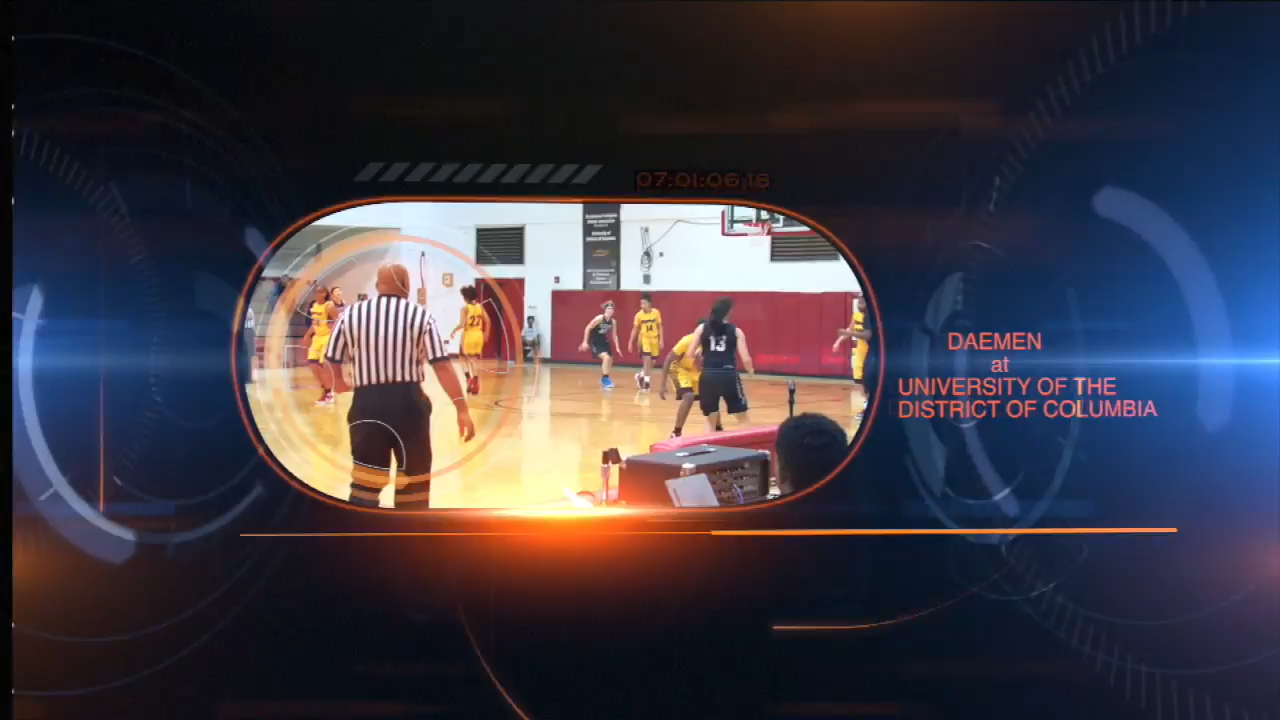 07:01:06:18
22
14
13
DAEMEN
at
UNIVERSITY OF THE
DISTRICT OF COLUMBIA